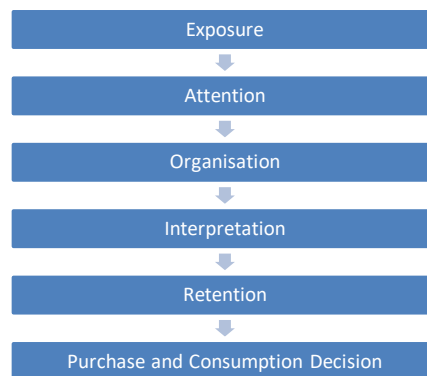 Exposure
Attention
Organisation
Interpretation
Retention
Purchase and Consumption Decision